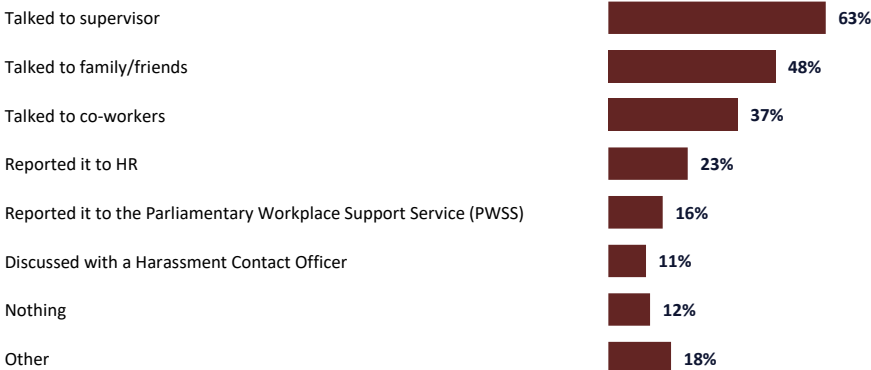 Talked to supervisor 63%
Talked to family/friends 48%
Talked to co-workers 37%
Reported it to HR 23%
Reported it to the Parliamentary Workplace Support Service (PWSS) 16%
Discussed with a Harassment Contact Officer 11%
Nothing 12%
Other 18%